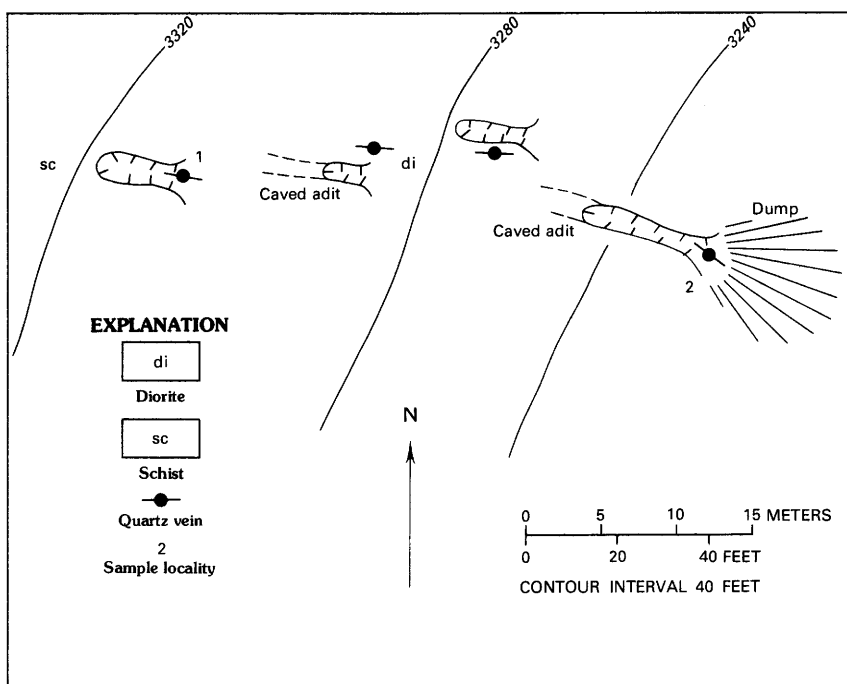 3320
3280
3240
sc
1
Caved adit
di
Caved adit
Dump
2
EXPLANATION
di
Diorite
sc
Schist
Quartz vein
2
Sample locality
N
0 5 10 15 METERS
0 20 40 FEET
CONTOUR INTERVAL 40 FEET